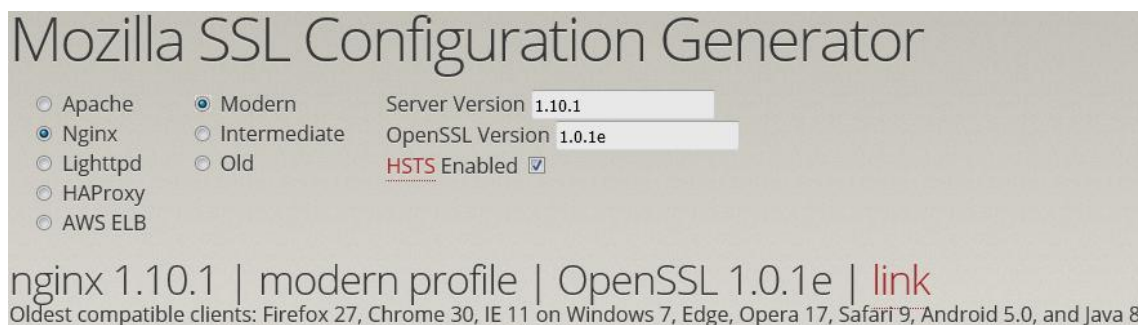 Mozilla SSL Configuration Generator
Apache Modern Server Version 1.10.1
Nginx Intermediate OpenSSL Version 1.0.1e
Lighttpd Old HSTS Enabled
HAProxy
AWS ELB
nginx 1.10.1 | modern profile | OpenSSL 1.0.1e | link
Oldest compatible clients: Firefox 27, Chrome 30, IE 11 on Windows 7, Edge, Opera 17, Safari 9, Android 5.0, and Java 8